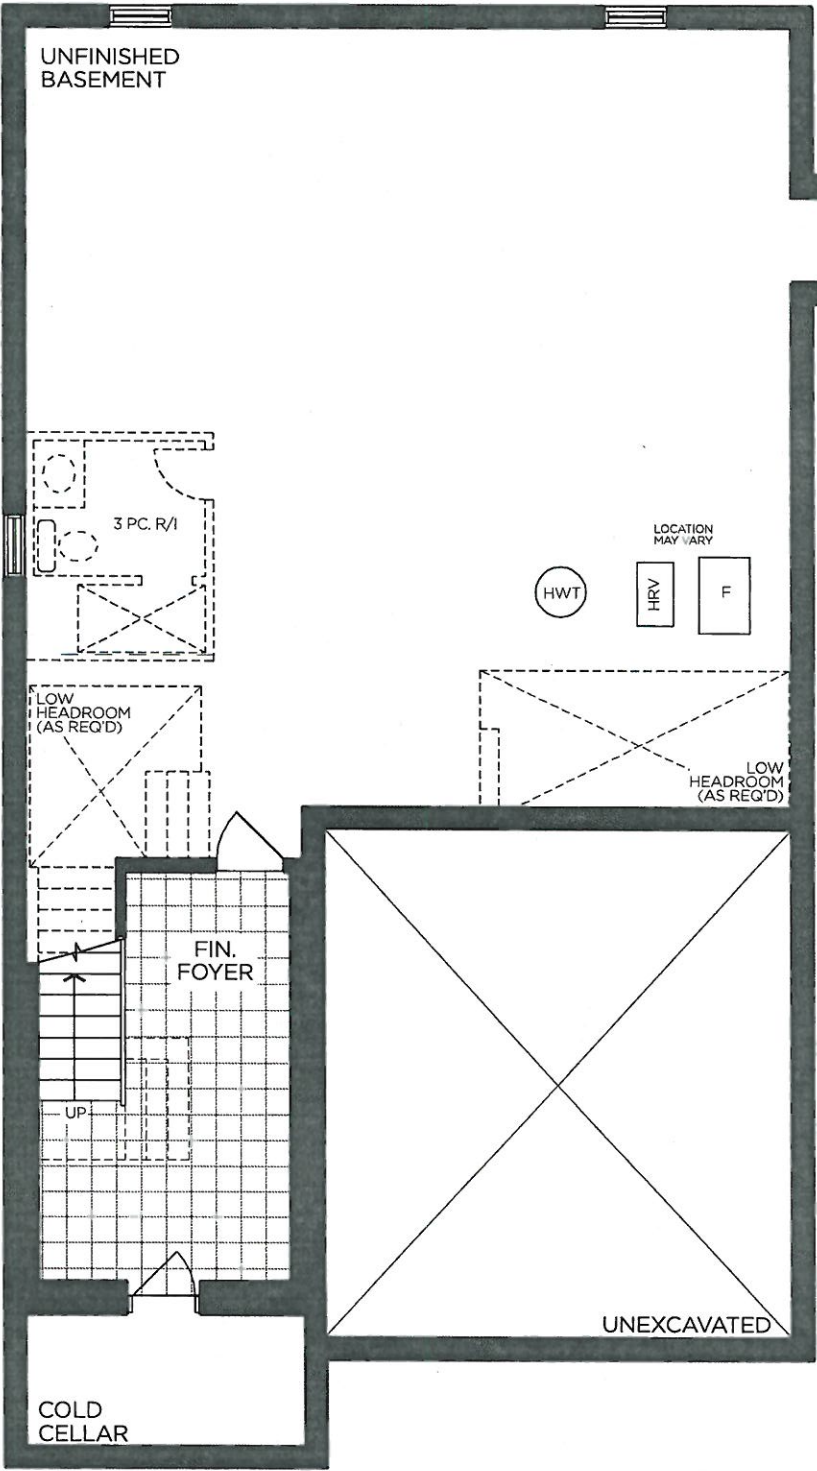 UNFINISHED
BASEMENT
3 PC. R/I
LOCATION
MAY VARY
HWT
HRV
F
LOW
HEADROOM
(AS REQ'D)
LOW
HEADROOM
(AS REQ'D)
FIN.
FOYER
UP
UNEXCAVATED
COLD
CELLAR